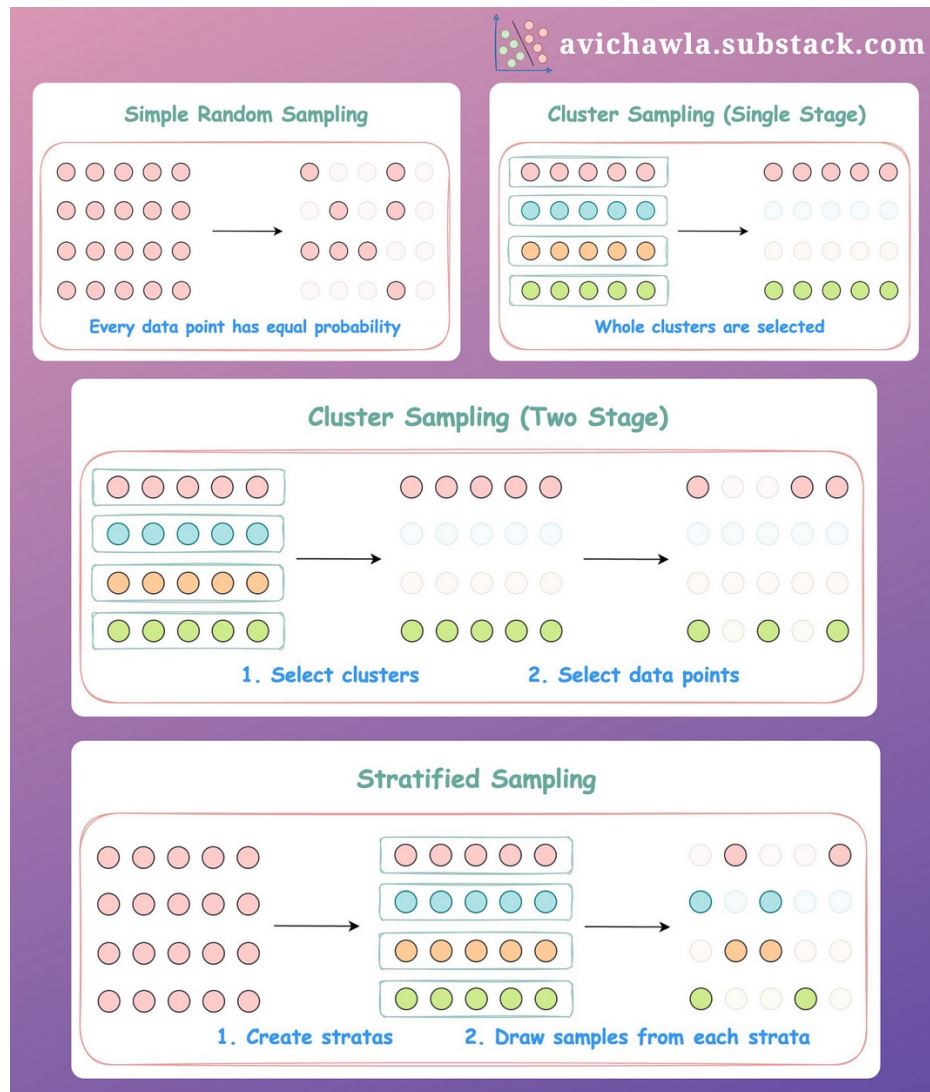 avichawla.substack.com
Simple Random Sampling
Every data point has equal probability
Cluster Sampling (Single Stage)
Whole clusters are selected
Cluster Sampling (Two Stage)
1. Select clusters
2. Select data points
Stratified Sampling
1. Create stratas
2. Draw samples from each strata